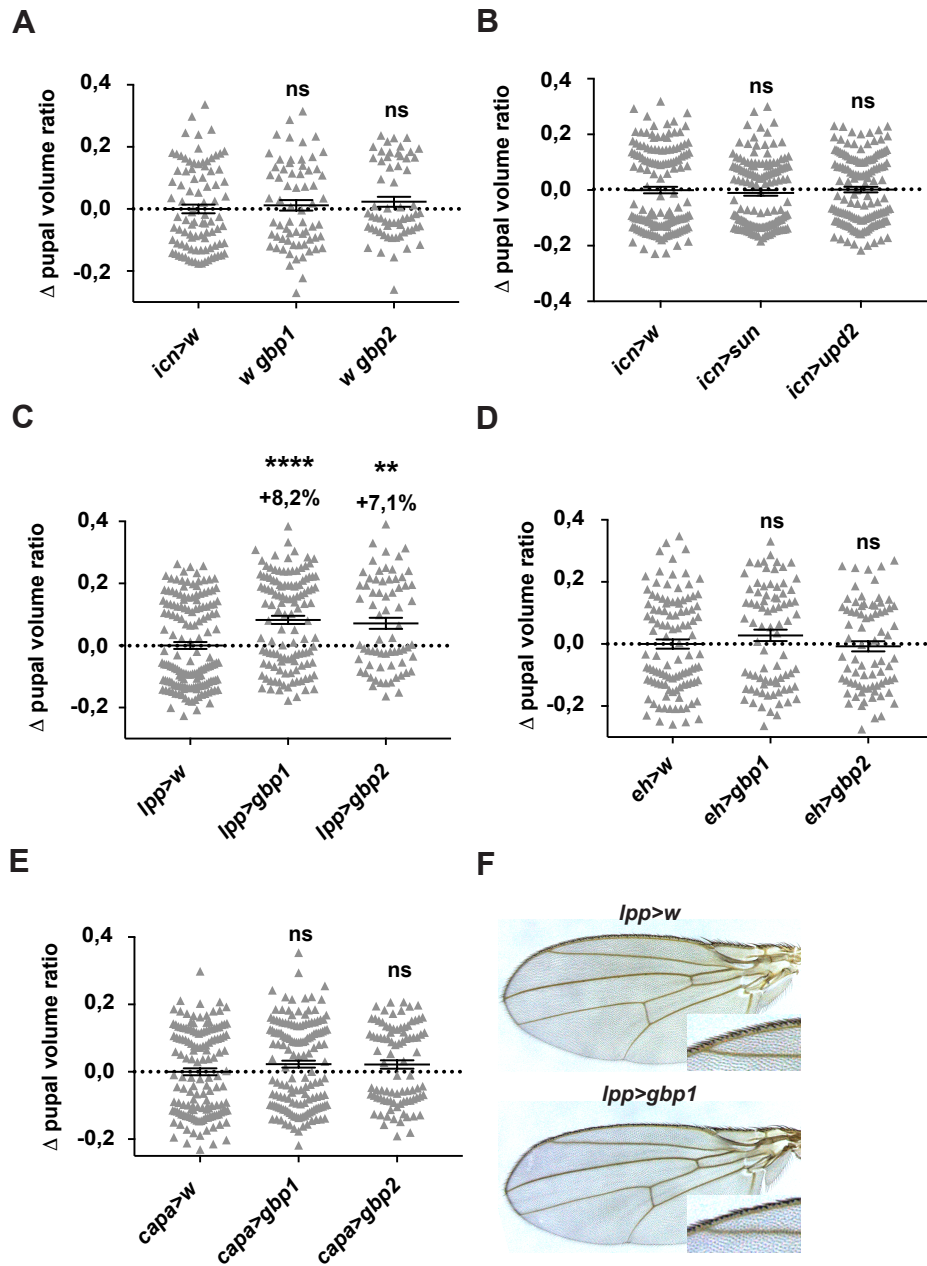 A
Δ pupal volume ratio
0,4
0,2
0,0
-0,2
ns
ns
icn>w
w gbp1
w gbp2
B
Δ pupal volume ratio
0,4
0,2
0,0
-0,2
-0,4
ns
ns
icn>w
icn>sun
icn>upd2
C
Δ pupal volume ratio
0,4
0,2
0,0
-0,2
**** **
+8,2% +7,1%
lpp>w
lpp>gbp1
lpp>gbp2
D
Δ pupal volume ratio
0,4
0,2
0,0
-0,2
ns
ns
eh>w
eh>gbp1
eh>gbp2
E
Δ pupal volume ratio
0,4
0,2
0,0
-0,2
ns
ns
capa>w
capa>gbp1
capa>gbp2
F
lpp>w
lpp>gbp1